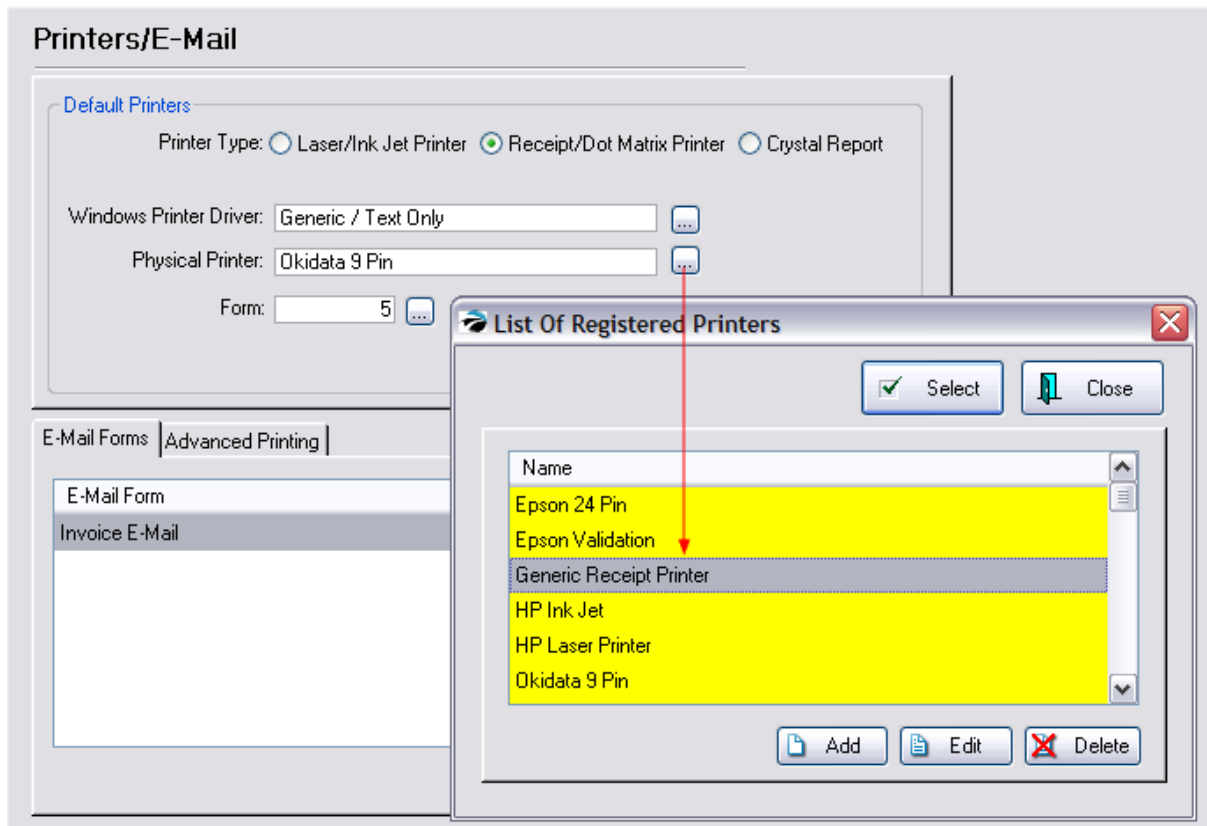 Printers/E-Mail
Default Printers
Printer Type: Laser/Ink Jet Printer Receipt/Dot Matrix Printer Crystal Report
Windows Printer Driver: Generic / Text Only ...
Physical Printer: Okidata 9 Pin ...
Form: 5 ...
List Of Registered Printers
Select Close
E-Mail Forms Advanced Printing
E-Mail Form
Invoice E-Mail
Name
Epson 24 Pin
Epson Validation
Generic Receipt Printer
HP Ink Jet
HP Laser Printer
Okidata 9 Pin
Add Edit Delete